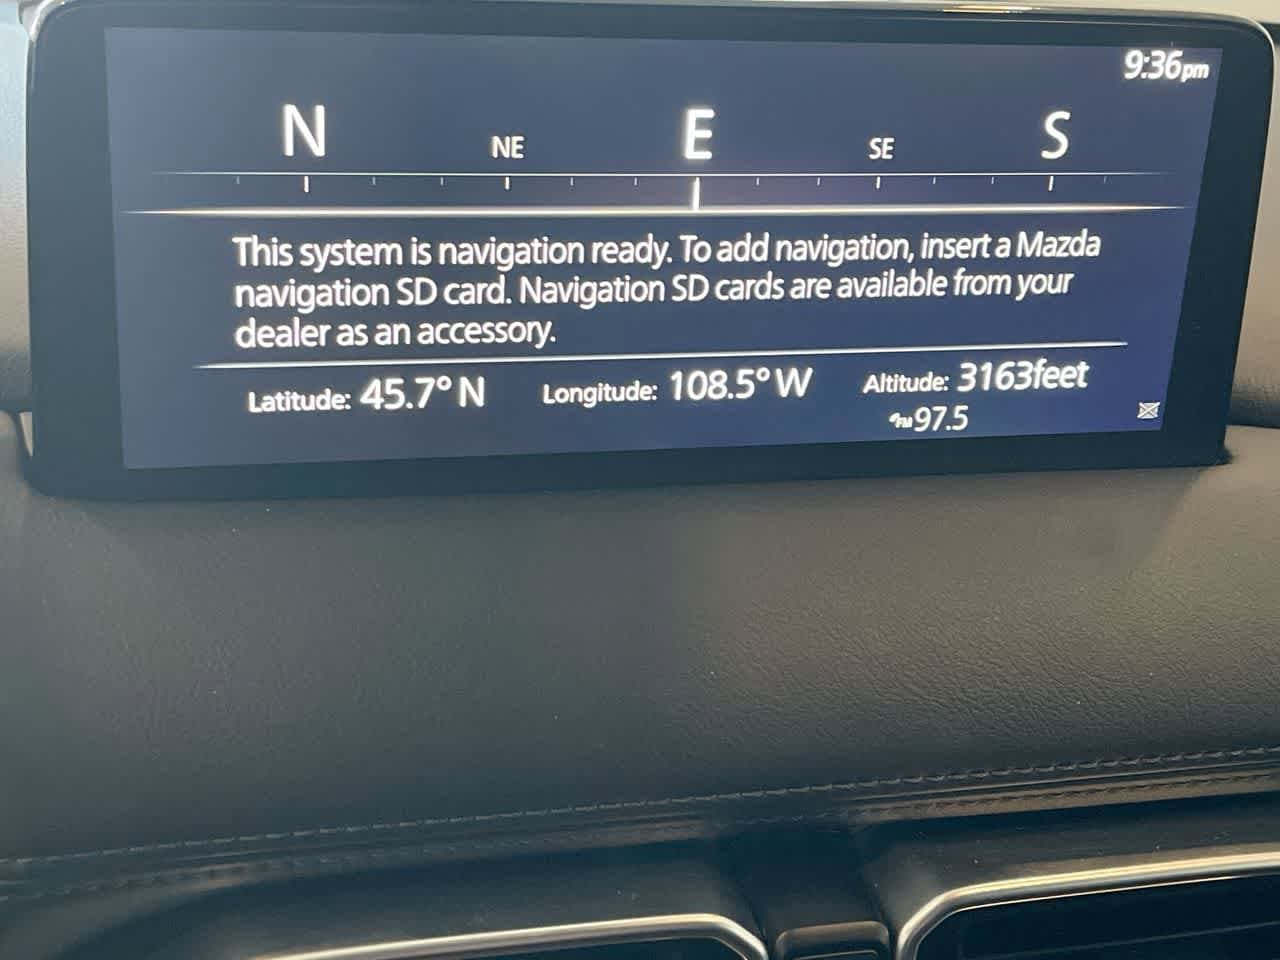 9:36pm
N NE E SE S
This system is navigation ready. To add navigation, insert a Mazda
navigation SD card. Navigation SD cards are available from your
dealer as an accessory.
Latitude: 45.7° N Longitude: 108.5° W Altitude: 3163feet
FM 97.5